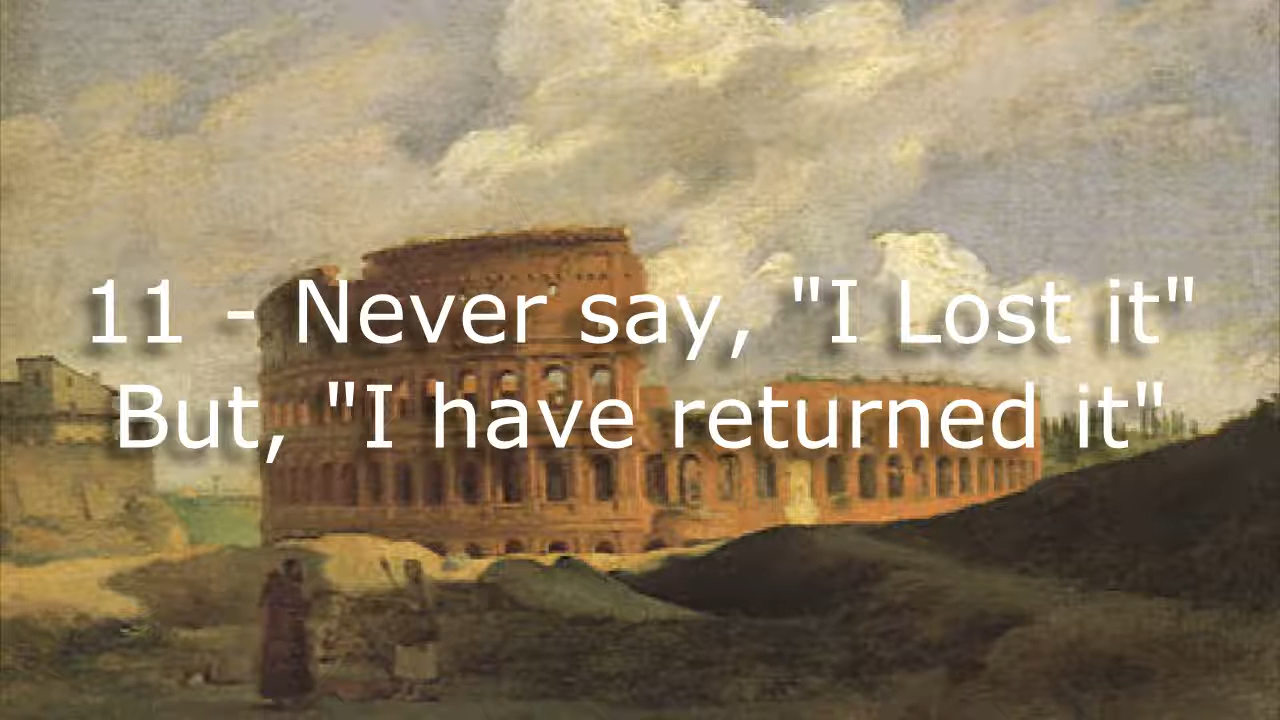 11 - Never say, "I Lost it"
But, "I have returned it"